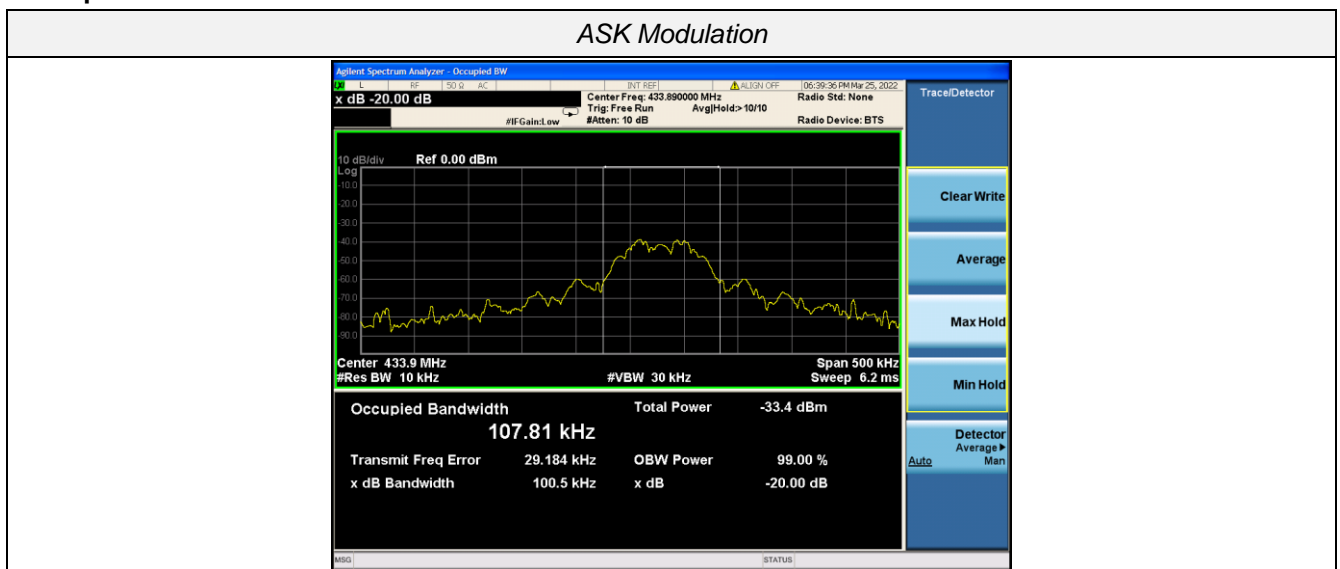 ASK Modulation
Agilent Spectrum Analyzer - Occupied BW
L RF 50 Ω AC INT REF ALIGN OFF 06:39:36 PM Mar 25, 2022
x dB -20.00 dB
Center Freq: 433.890000 MHz
Radio Std: None
Trig: Free Run Avg|Hold:> 10/10
#IFGain:Low #Atten: 10 dB Radio Device: BTS
Trace/Detector
10 dB/div Ref 0.00 dBm
Log
-10.0
-20.0
-30.0
-40.0
-50.0
-60.0
-70.0
-80.0
-90.0
Center 433.9 MHz Span 500 kHz
#Res BW 10 kHz #VBW 30 kHz Sweep 6.2 ms
Occupied Bandwidth Total Power -33.4 dBm
107.81 kHz
Transmit Freq Error 29.184 kHz OBW Power 99.00 %
x dB Bandwidth 100.5 kHz x dB -20.00 dB
Clear Write
Average
Max Hold
Min Hold
Detector
Average
Auto Man
MSG STATUS